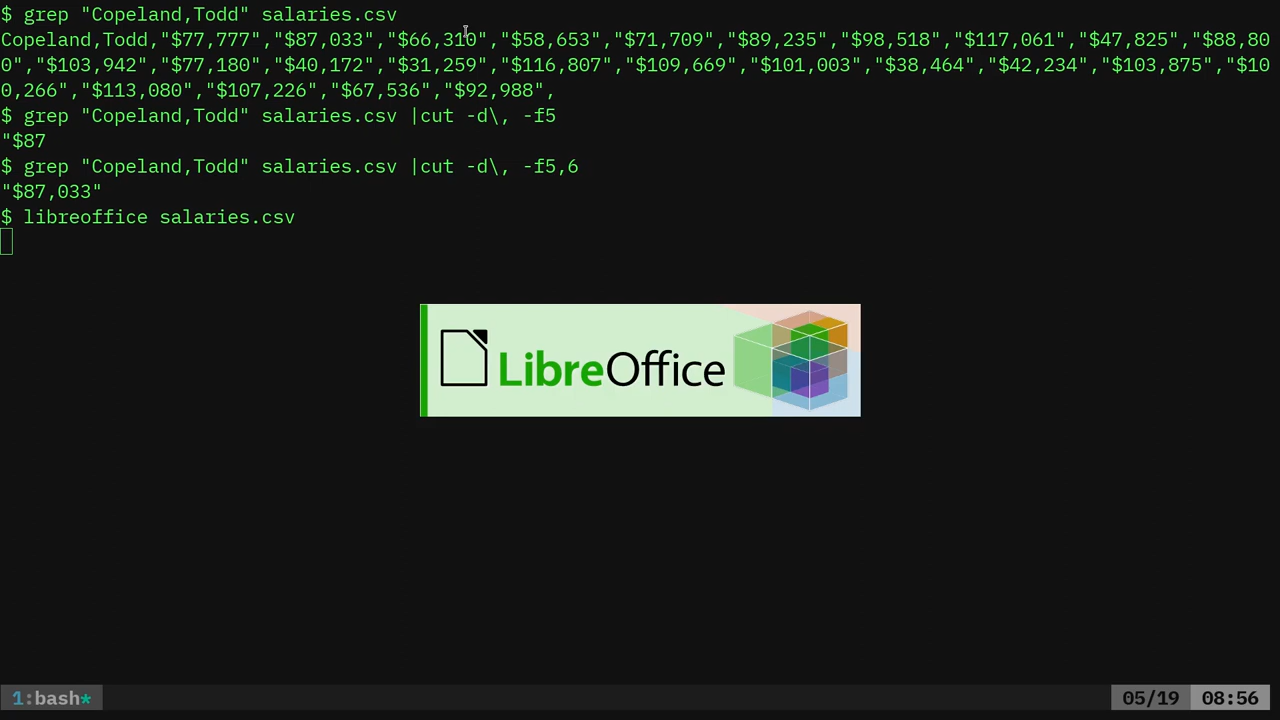 $ grep "Copeland,Todd" salaries.csv
Copeland,Todd,"$77,777","$87,033","$66,310","$58,653","$71,709","$89,235","$98,518","$117,061","$47,825","$88,80
0","$103,942","$77,180","$40,172","$31,259","$116,807","$109,669","$101,003","$38,464","$42,234","$103,875","$10
0,266","$113,080","$107,226","$67,536","$92,988",
$ grep "Copeland,Todd" salaries.csv |cut -d\, -f5
"$87
$ grep "Copeland,Todd" salaries.csv |cut -d\, -f5,6
"$87,033"
$ libreoffice salaries.csv
LibreOffice
1:bash* 05/19 08:56